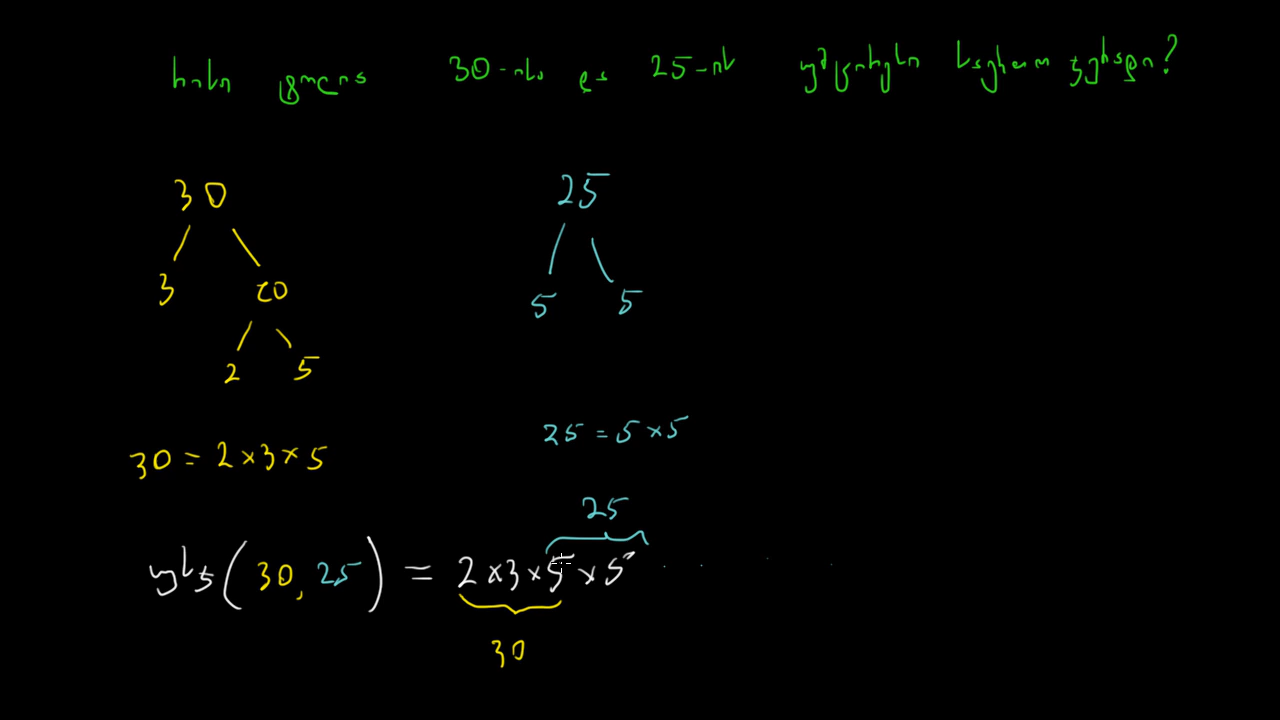 რისი ტოლია 30-ისა და 25-ის უმცირესი საერთო ჯერადი?
30 25
3 10 5 5
2 5
25 = 5 × 5
30 = 2 × 3 × 5
25
უსჯ (30, 25) = 2 × 3 × 5 × 5
30